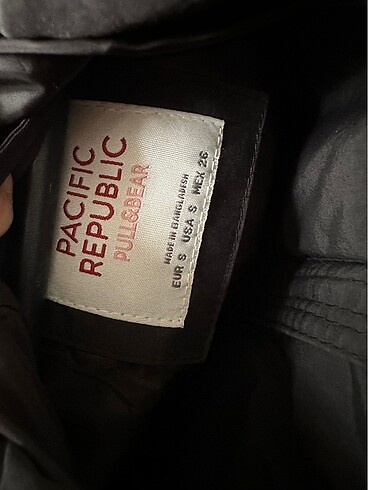 PACIFIC
REPUBLIC
PULL&BEAR
MADE IN BANGLADESH
EUR S USA S MEX 26